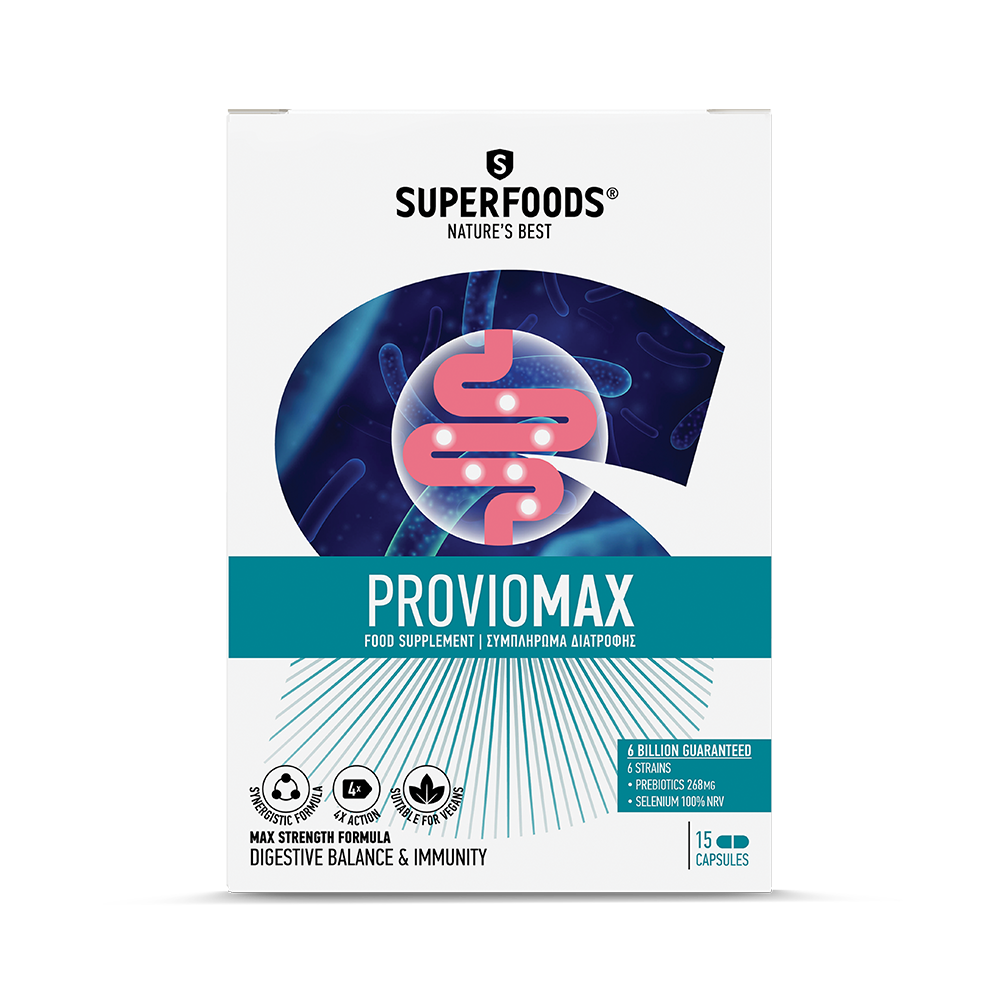 S
SUPERFOODS®
NATURE'S BEST
PROVIOMAX
FOOD SUPPLEMENT | ΣΥΜΠΛΗΡΩΜΑ ΔΙΑΤΡΟΦΗΣ
6 BILLION GUARANTEED
6 STRAINS
• PREBIOTICS 268MG
• SELENIUM 100% NRV
SYNERGISTIC FORMULA
4X
4X ACTION
SUITABLE FOR VEGANS
MAX STRENGTH FORMULA
DIGESTIVE BALANCE & IMMUNITY
15
CAPSULES